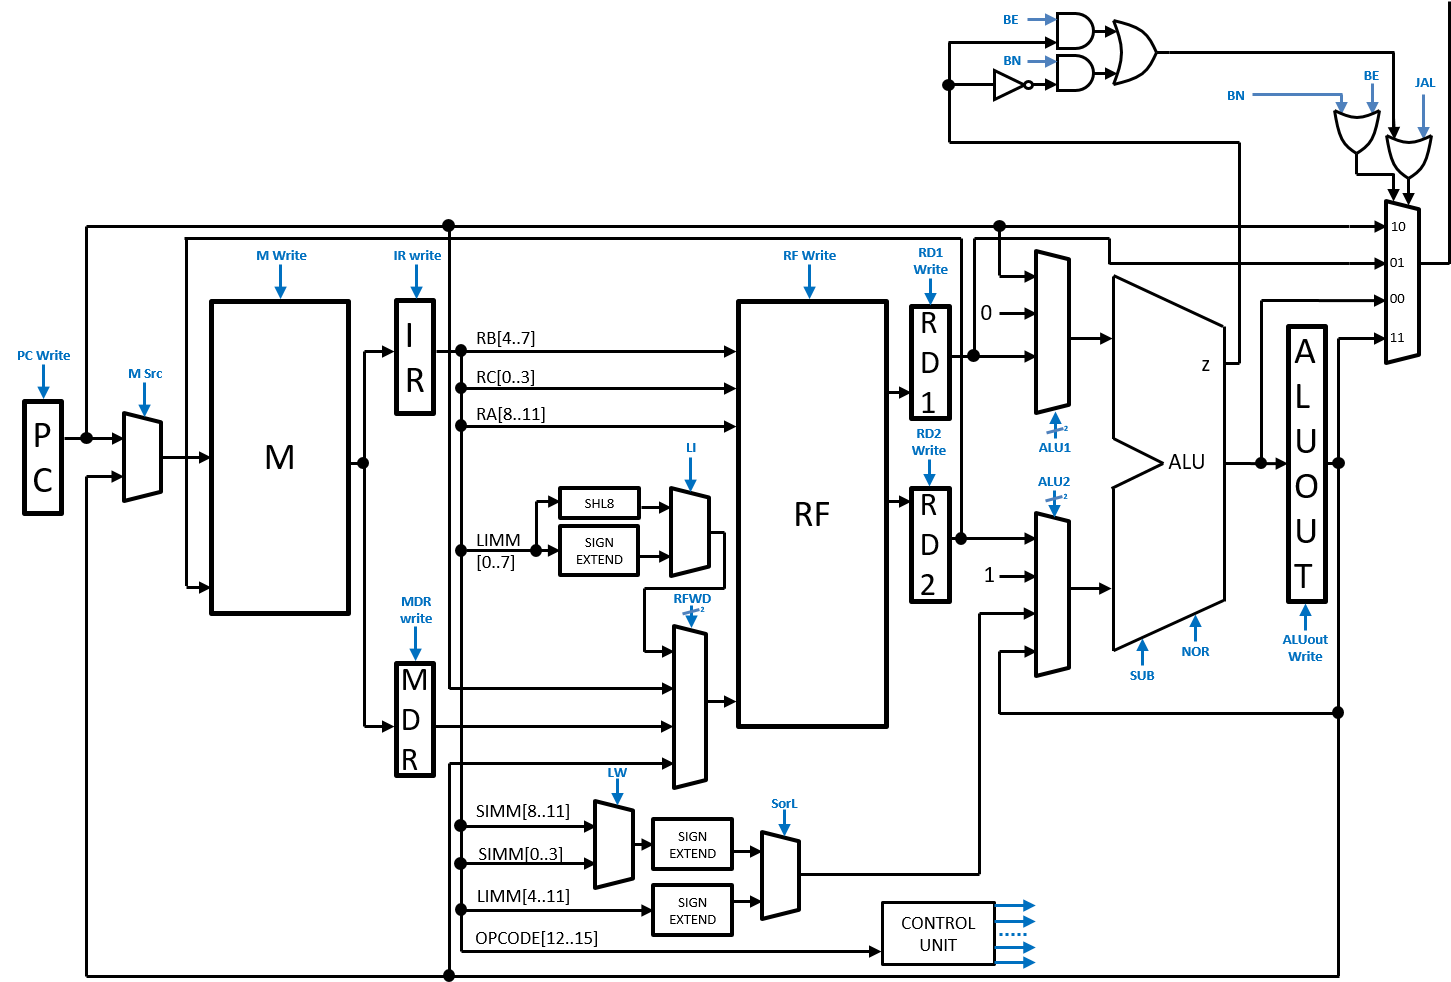 BE
BN
BN
BE
JAL
M Write
IR write
RF Write
RD1
Write
10
01
00
11
PC Write
M Src
P
C
M
I
R
RB[4..7]
RC[0..3]
RA[8..11]
LI
SHL8
SIGN
EXTEND
LIMM
[0..7]
RF
R
D
1
RD2
Write
R
D
2
0
ALU1
2
ALU2
2
1
z
ALU
A
L
U
O
U
T
ALUout
Write
NOR
SUB
MDR
write
M
D
R
RFWD
2
LW
SorL
SIMM[8..11]
SIMM[0..3]
LIMM[4..11]
OPCODE[12..15]
SIGN
EXTEND
SIGN
EXTEND
CONTROL
UNIT